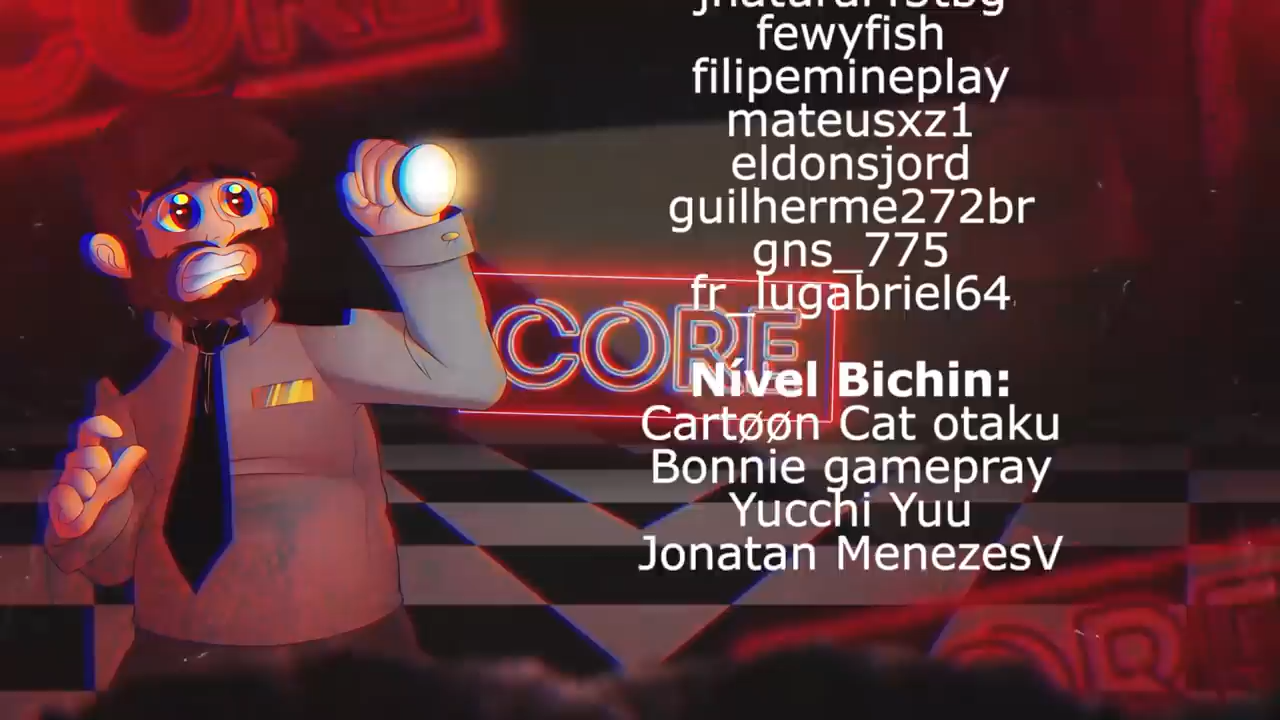 CORE
fewyfish
filipemineplay
mateusxz1
eldonsjord
guilherme272br
gns_775
fr_lugabriel64
CORE
Nível Bichin:
Cartøøn Cat otaku
Bonnie gamepray
Yucchi Yuu
Jonatan MenezesV